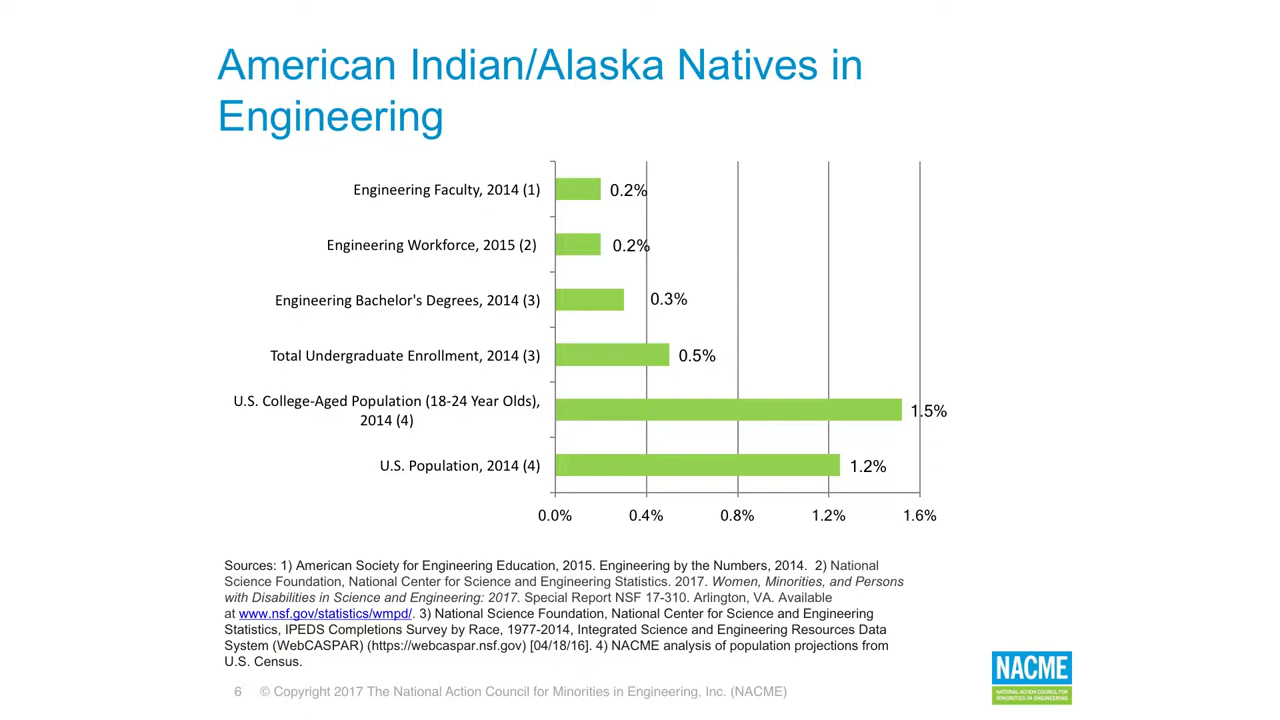 American Indian/Alaska Natives in
Engineering
Engineering Faculty, 2014 (1)
0.2%
Engineering Workforce, 2015 (2)
0.2%
Engineering Bachelor's Degrees, 2014 (3)
0.3%
Total Undergraduate Enrollment, 2014 (3)
0.5%
U.S. College-Aged Population (18-24 Year Olds),
2014 (4)
1.5%
U.S. Population, 2014 (4)
1.2%
0.0% 0.4% 0.8% 1.2% 1.6%
Sources: 1) American Society for Engineering Education, 2015. Engineering by the Numbers, 2014. 2) National
Science Foundation, National Center for Science and Engineering Statistics. 2017. Women, Minorities, and Persons
with Disabilities in Science and Engineering: 2017. Special Report NSF 17-310. Arlington, VA. Available
at www.nsf.gov/statistics/wmpd/. 3) National Science Foundation, National Center for Science and Engineering
Statistics, IPEDS Completions Survey by Race, 1977-2014, Integrated Science and Engineering Resources Data
System (WebCASPAR) (https://webcaspar.nsf.gov) [04/18/16]. 4) NACME analysis of population projections from
U.S. Census.
6 © Copyright 2017 The National Action Council for Minorities in Engineering, Inc. (NACME)
NACME
NATIONAL ACTION COUNCIL FOR
MINORITIES IN ENGINEERING